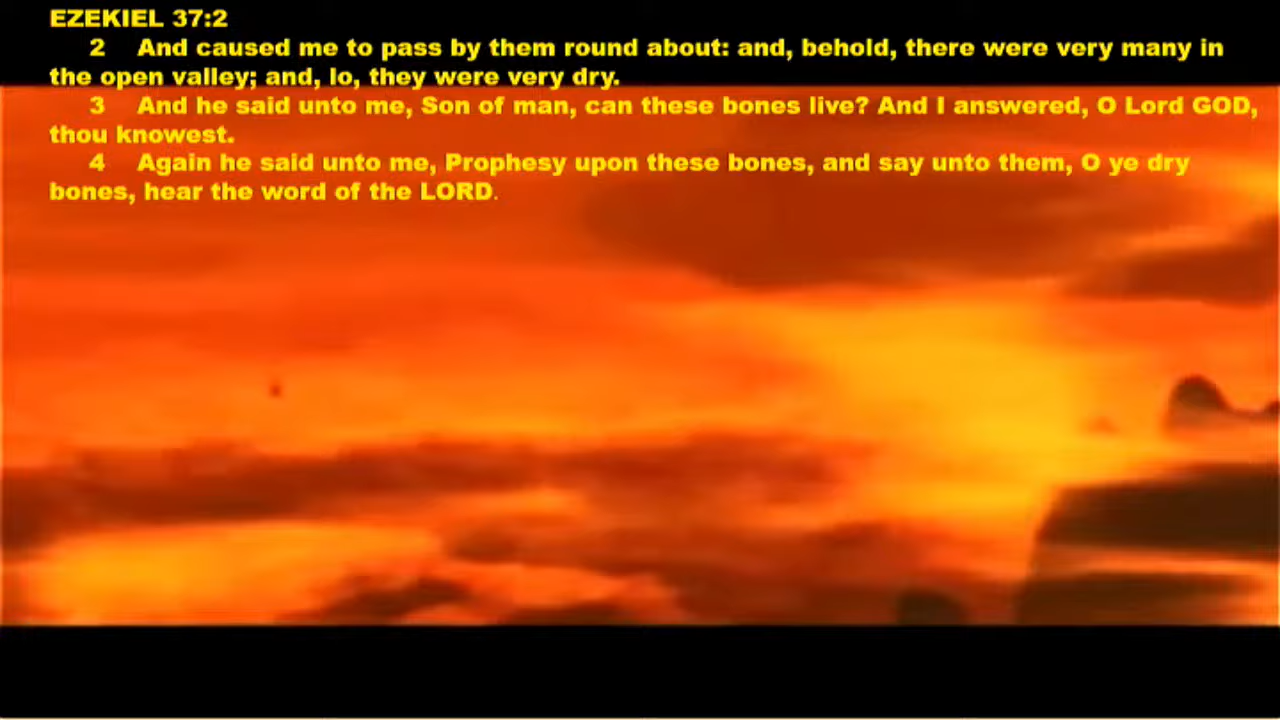 EZEKIEL 37:2
2 And caused me to pass by them round about: and, behold, there were very many in
the open valley; and, lo, they were very dry.
3 And he said unto me, Son of man, can these bones live? And I answered, O Lord GOD,
thou knowest.
4 Again he said unto me, Prophesy upon these bones, and say unto them, O ye dry
bones, hear the word of the LORD.